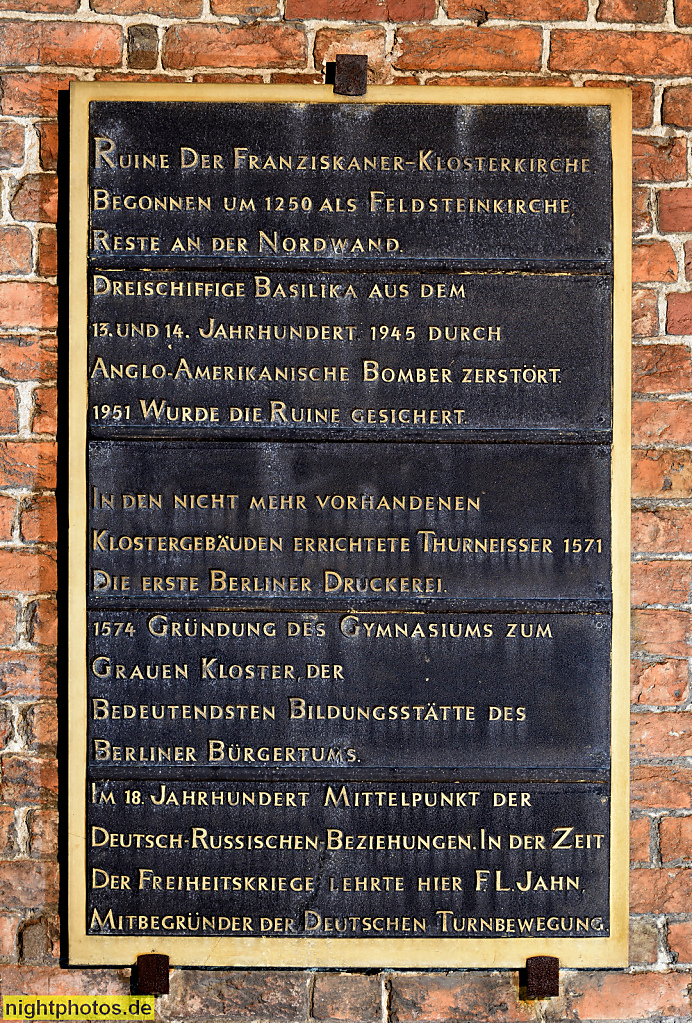 Ruine Der Franziskaner-Klosterkirche
Begonnen um 1250 als Feldsteinkirche,
Reste an der Nordwand.
Dreischiffige Basilika aus dem
13. und 14. Jahrhundert. 1945 durch
Anglo-Amerikanische Bomber zerstört.
1951 Wurde die Ruine gesichert.
In den nicht mehr vorhandenen
Klostergebäuden errichtete Thurneisser 1571
Die erste Berliner Druckerei.
1574 Gründung des Gymnasiums zum
Grauen Kloster, der
Bedeutendsten Bildungsstätte des
Berliner Bürgertums.
Im 18. Jahrhundert Mittelpunkt der
Deutsch-Russischen Beziehungen. In der Zeit
Der Freiheitskriege lehrte hier F.L. Jahn,
Mitbegründer der Deutschen Turnbewegung.
nightphotos.de